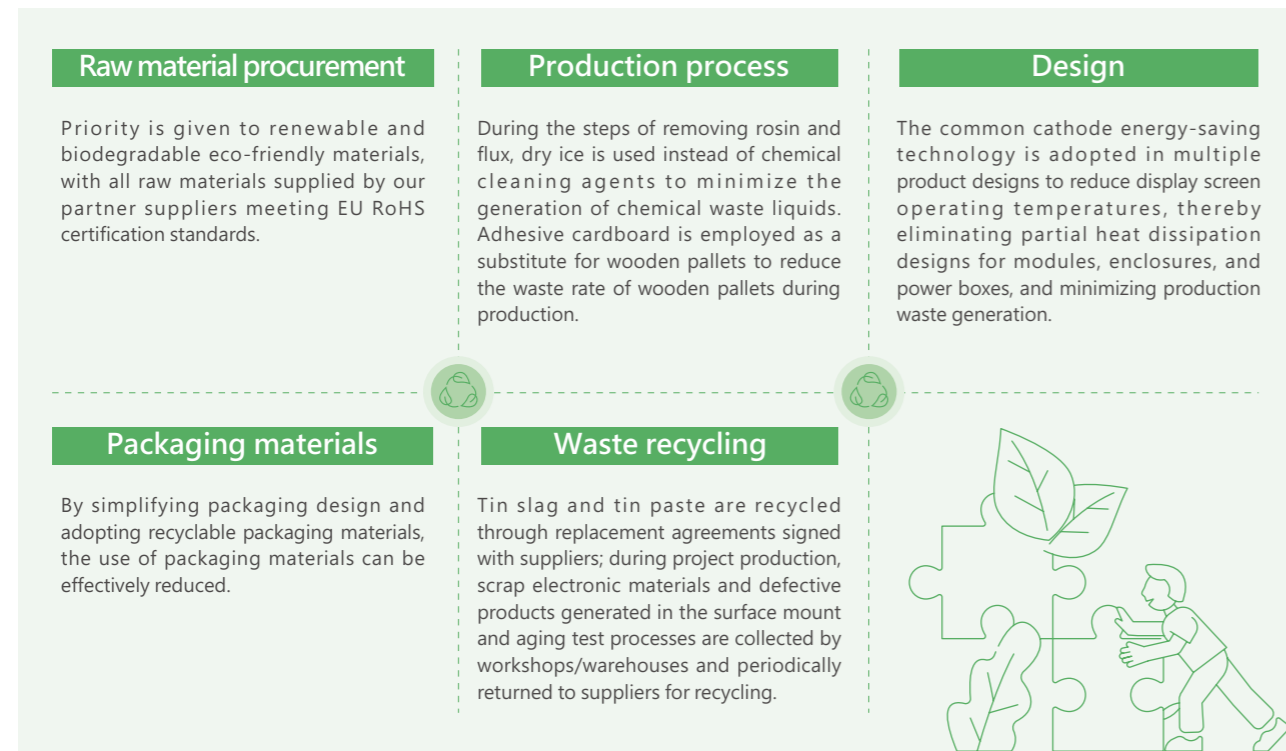 Raw material procurement
Priority is given to renewable and
biodegradable eco-friendly materials,
with all raw materials supplied by our
partner suppliers meeting EU RoHS
certification standards.
Production process
During the steps of removing rosin and
flux, dry ice is used instead of chemical
cleaning agents to minimize the
generation of chemical waste liquids.
Adhesive cardboard is employed as a
substitute for wooden pallets to reduce
the waste rate of wooden pallets during
production.
Design
The common cathode energy-saving
technology is adopted in multiple
product designs to reduce display screen
operating temperatures, thereby
eliminating partial heat dissipation
designs for modules, enclosures, and
power boxes, and minimizing production
waste generation.
Packaging materials
By simplifying packaging design and
adopting recyclable packaging materials,
the use of packaging materials can be
effectively reduced.
Waste recycling
Tin slag and tin paste are recycled
through replacement agreements signed
with suppliers; during project production,
scrap electronic materials and defective
products generated in the surface mount
and aging test processes are collected by
workshops/warehouses and periodically
returned to suppliers for recycling.